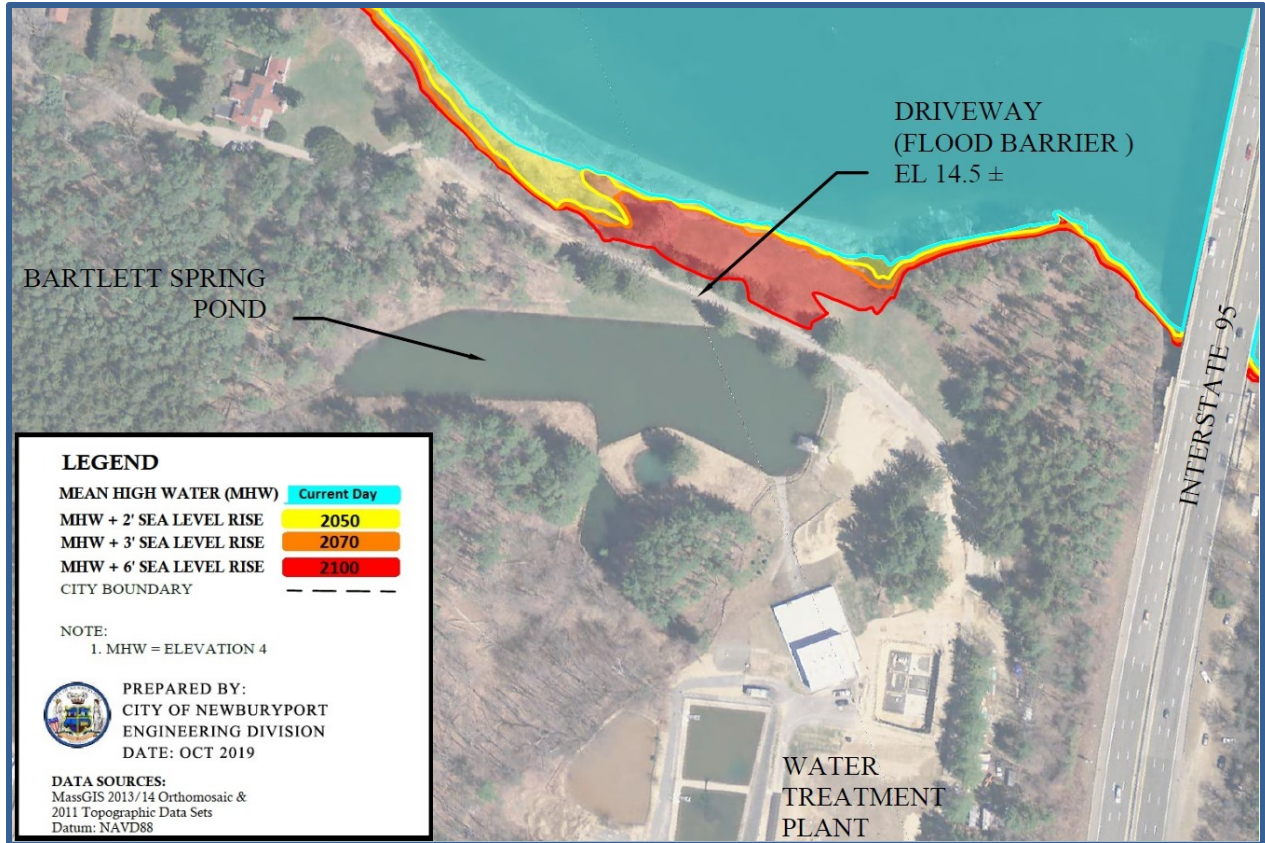 DRIVEWAY
(FLOOD BARRIER )
EL 14.5 ±
BARTLETT SPRING
POND
INTERSTATE 95
LEGEND
MEAN HIGH WATER (MHW) Current Day
MHW + 2' SEA LEVEL RISE 2050
MHW + 3' SEA LEVEL RISE 2070
MHW + 6' SEA LEVEL RISE 2100
CITY BOUNDARY
NOTE:
1. MHW = ELEVATION 4
PREPARED BY:
CITY OF NEWBURYPORT
ENGINEERING DIVISION
DATE: OCT 2019
DATA SOURCES:
MassGIS 2013/14 Orthomosaic &
2011 Topographic Data Sets
Datum: NAVD88
WATER
TREATMENT
PLANT